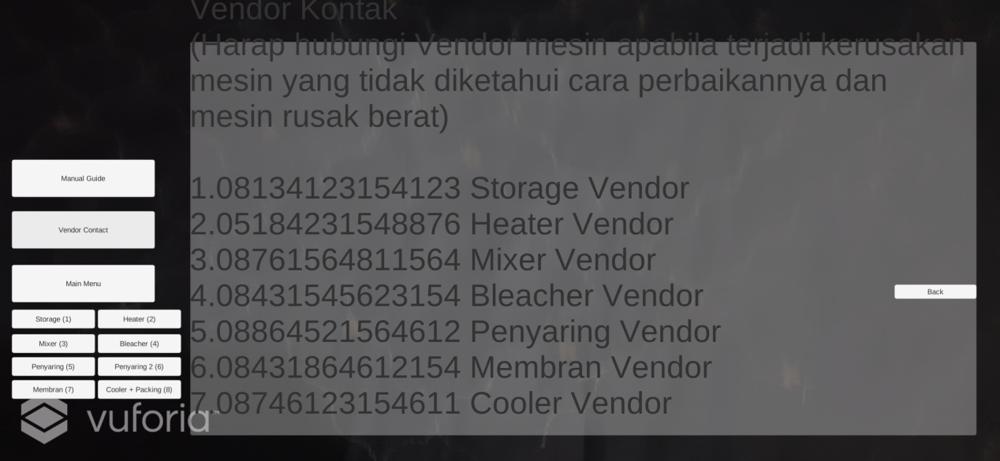 Vendor Kontak
(Harap hubungi Vendor mesin apabila terjadi kerusakan
mesin yang tidak diketahui cara perbaikannya dan
mesin rusak berat)
1.08134123154123 Storage Vendor
2.05184231548876 Heater Vendor
3.08761564811564 Mixer Vendor
4.08431545623154 Bleacher Vendor
5.08864521564612 Penyaring Vendor
6.08431864612154 Membran Vendor
7.08746123154611 Cooler Vendor
Manual Guide
Vendor Contact
Main Menu
Storage (1)
Heater (2)
Mixer (3)
Bleacher (4)
Penyaring (5)
Penyaring 2 (6)
Membran (7)
Cooler + Packing (8)
Back
vuforia™